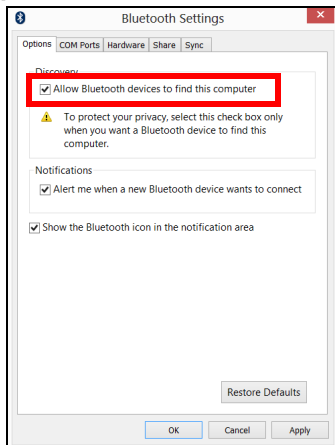 Bluetooth Settings
Options COM Ports Hardware Share Sync
Discovery
Allow Bluetooth devices to find this computer
To protect your privacy, select this check box only
when you want a Bluetooth device to find this
computer.
Notifications
Alert me when a new Bluetooth device wants to connect
Show the Bluetooth icon in the notification area
Restore Defaults
OK Cancel Apply